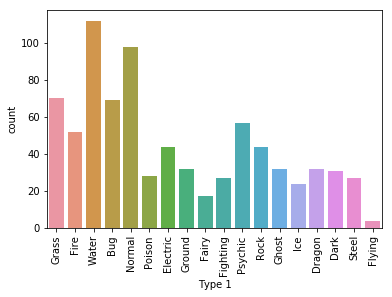 100
80
60
40
20
0
count
Grass
Fire
Water
Bug
Normal
Poison
Electric
Ground
Fairy
Fighting
Psychic
Rock
Ghost
Ice
Dragon
Dark
Steel
Flying
Type 1